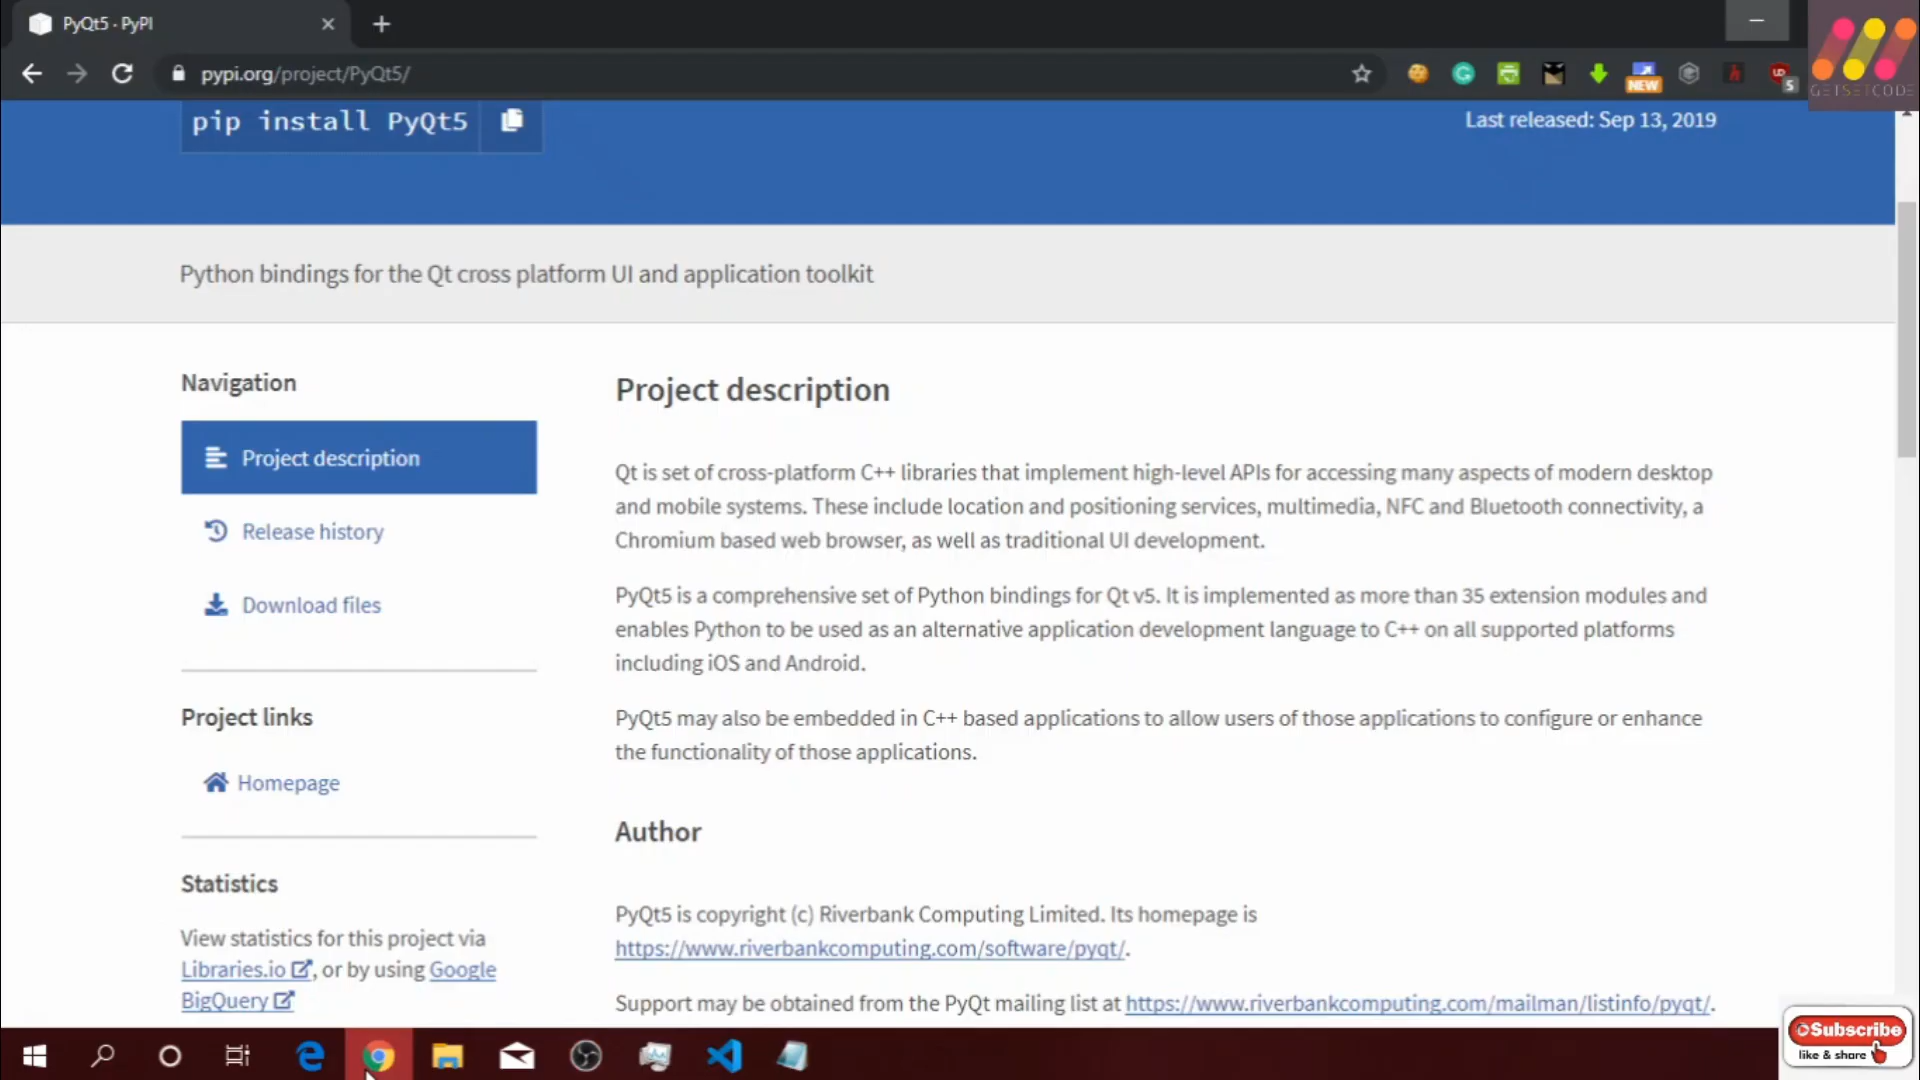 PyQt5 · PyPI
pypi.org/project/PyQt5/
NEW
UD
5
GETSETCODE
pip install PyQt5
Last released: Sep 13, 2019
Python bindings for the Qt cross platform UI and application toolkit
Navigation
Project description
Release history
Download files
Project links
Homepage
Statistics
View statistics for this project via
Libraries.io, or by using Google
BigQuery
Project description
Qt is set of cross-platform C++ libraries that implement high-level APIs for accessing many aspects of modern desktop
and mobile systems. These include location and positioning services, multimedia, NFC and Bluetooth connectivity, a
Chromium based web browser, as well as traditional UI development.
PyQt5 is a comprehensive set of Python bindings for Qt v5. It is implemented as more than 35 extension modules and
enables Python to be used as an alternative application development language to C++ on all supported platforms
including iOS and Android.
PyQt5 may also be embedded in C++ based applications to allow users of those applications to configure or enhance
the functionality of those applications.
Author
PyQt5 is copyright (c) Riverbank Computing Limited. Its homepage is
https://www.riverbankcomputing.com/software/pyqt/.
Support may be obtained from the PyQt mailing list at https://www.riverbankcomputing.com/mailman/listinfo/pyqt/.
Subscribe
like & share